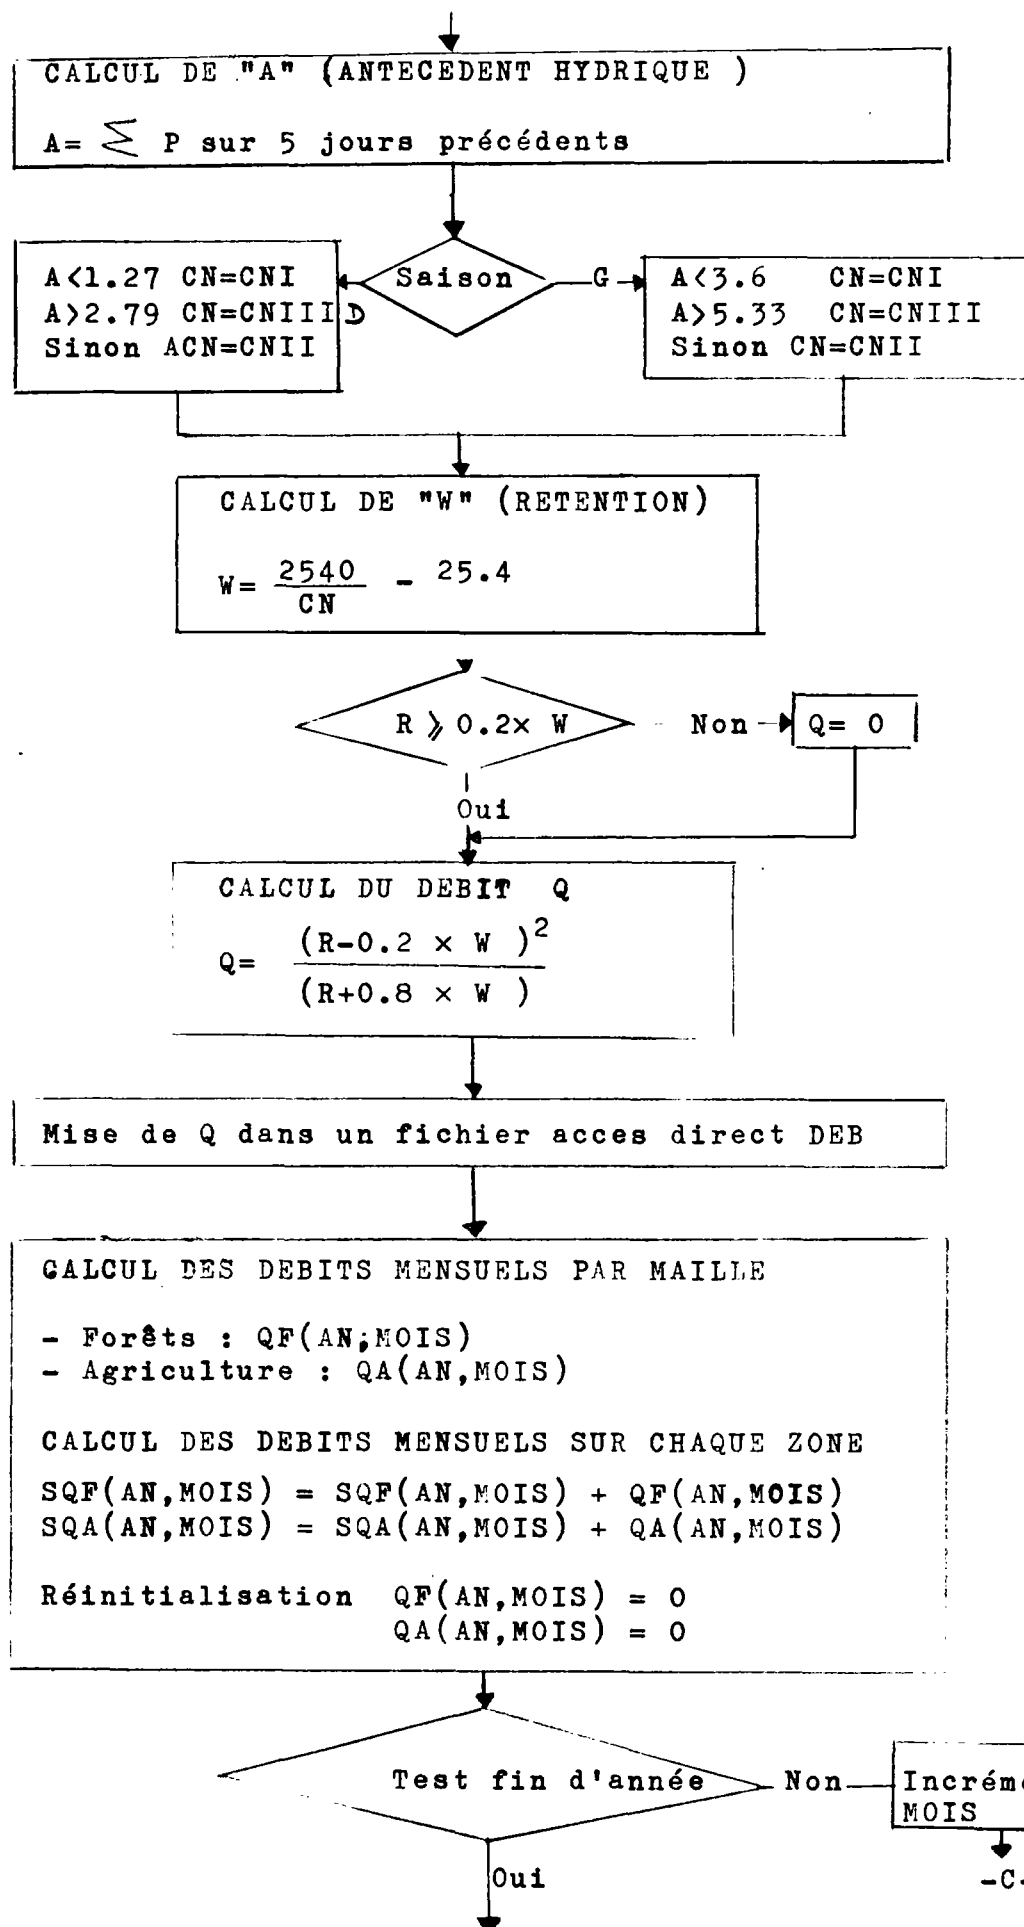 CALCUL DE "A" (ANTECEDENT HYDRIQUE )
A= ∑ P sur 5 jours précédents
A<1.27 CN=CNI
A>2.79 CN=CNIII D
Sinon ACN=CNII
Saison
G
A<3.6 CN=CNI
A>5.33 CN=CNIII
Sinon CN=CNII
CALCUL DE "W" (RETENTION)
W= 2540 / CN - 25.4
R ⩾ 0.2× W
Non
Q= 0
Oui
CALCUL DU DEBIT Q
Q= (R-0.2 × W )²
(R+0.8 × W )
Mise de Q dans un fichier acces direct DEB
CALCUL DES DEBITS MENSUELS PAR MAILLE
- Forêts : QF(AN;MOIS)
- Agriculture : QA(AN,MOIS)
CALCUL DES DEBITS MENSUELS SUR CHAQUE ZONE
SQF(AN,MOIS) = SQF(AN,MOIS) + QF(AN,MOIS)
SQA(AN,MOIS) = SQA(AN,MOIS) + QA(AN,MOIS)
Réinitialisation QF(AN,MOIS) = 0
QA(AN,MOIS) = 0
Test fin d'année
Non
Incréme
MOIS
-C-
Oui